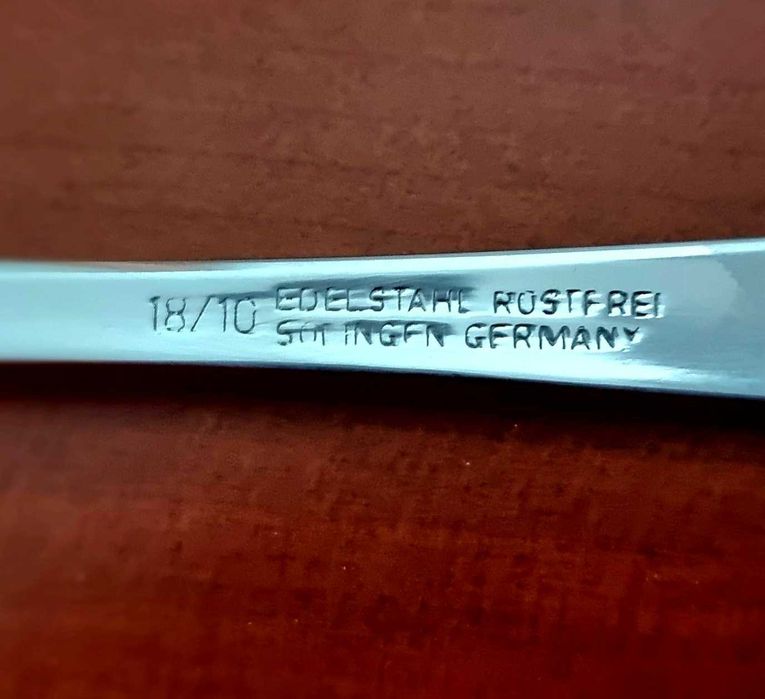 18/10 EDELSTAHL ROSTFREI
SOLINGEN GERMANY